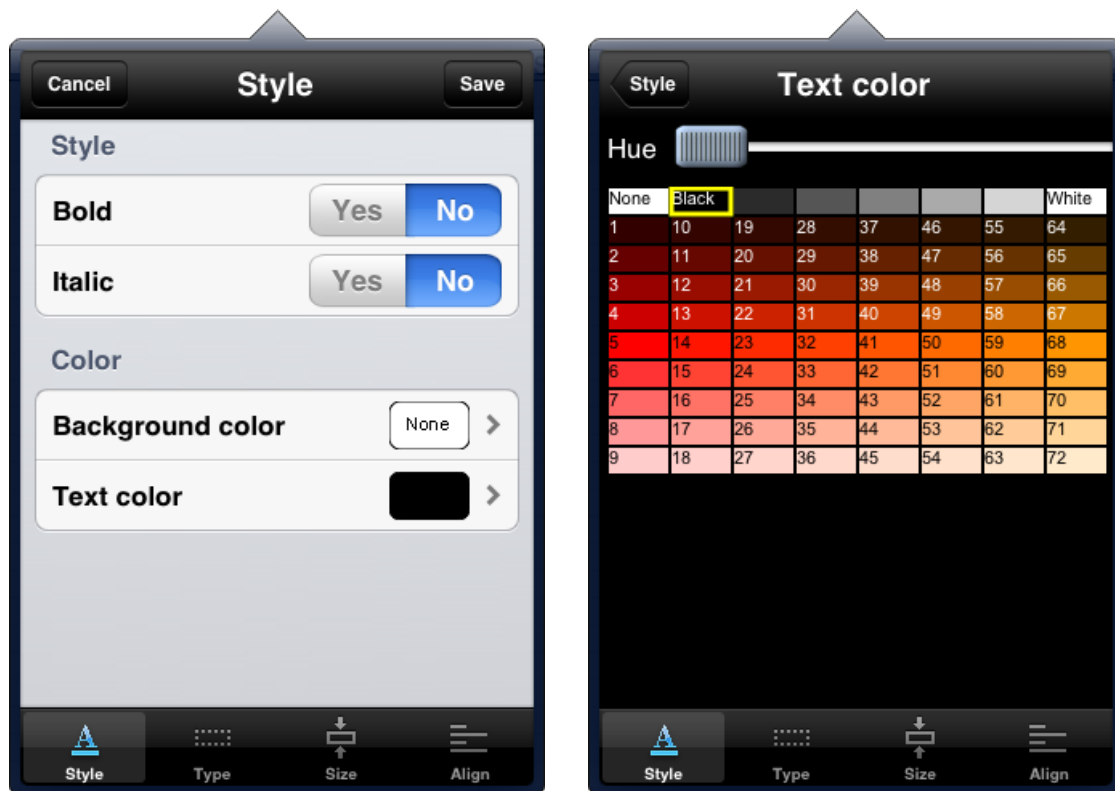 Cancel Style Save
Style
Bold Yes No
Italic Yes No
Color
Background color None
Text color
A
Style Type Size Align
Style Text color
Hue
None Black White
1 10 19 28 37 46 55 64
2 11 20 29 38 47 56 65
3 12 21 30 39 48 57 66
4 13 22 31 40 49 58 67
5 14 23 32 41 50 59 68
6 15 24 33 42 51 60 69
7 16 25 34 43 52 61 70
8 17 26 35 44 53 62 71
9 18 27 36 45 54 63 72
A
Style Type Size Align